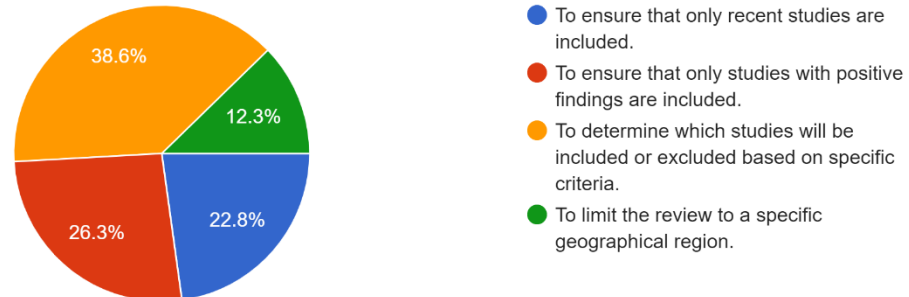 38.6%
12.3%
26.3%
22.8%
To ensure that only recent studies are
included.
To ensure that only studies with positive
findings are included.
To determine which studies will be
included or excluded based on specific
criteria.
To limit the review to a specific
geographical region.